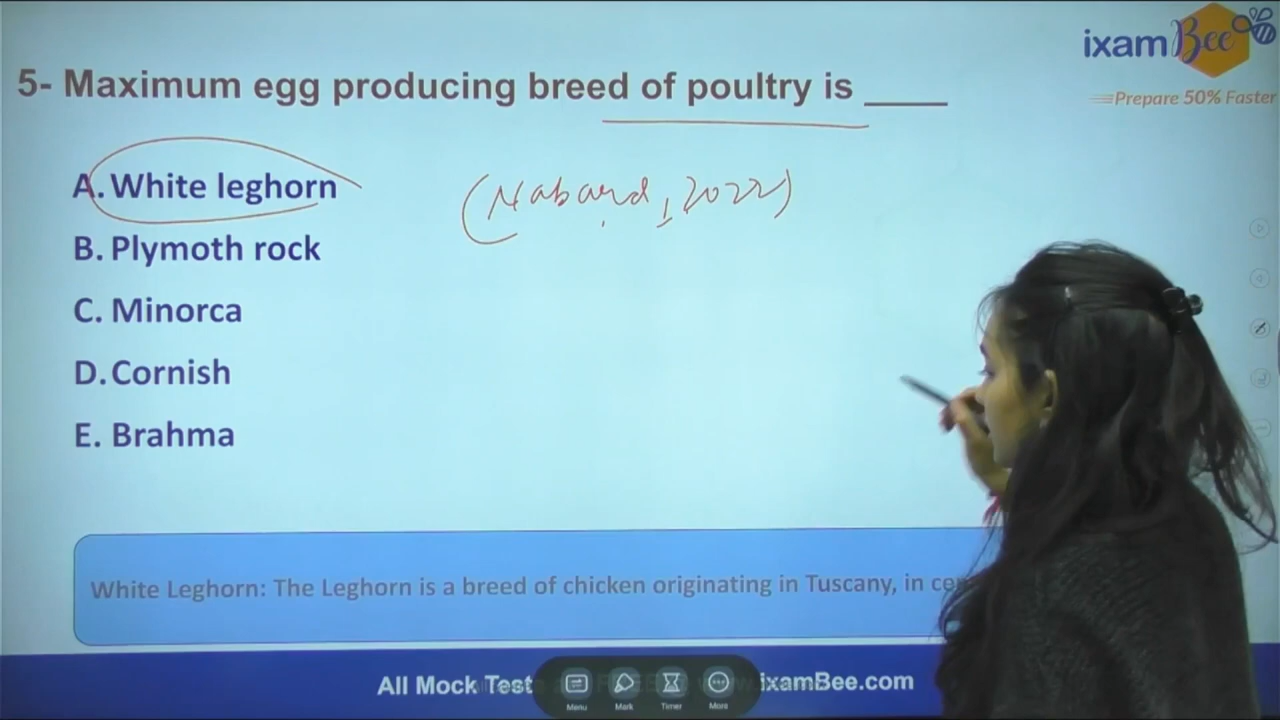 ixamBee
Prepare 50% Faster
5- Maximum egg producing breed of poultry is ____
A. White leghorn
(Nabard, 2022)
B. Plymoth rock
C. Minorca
D. Cornish
E. Brahma
White Leghorn: The Leghorn is a breed of chicken originating in Tuscany, in
All Mock Test
ixamBee.com
Menu
Mark
Timer
More